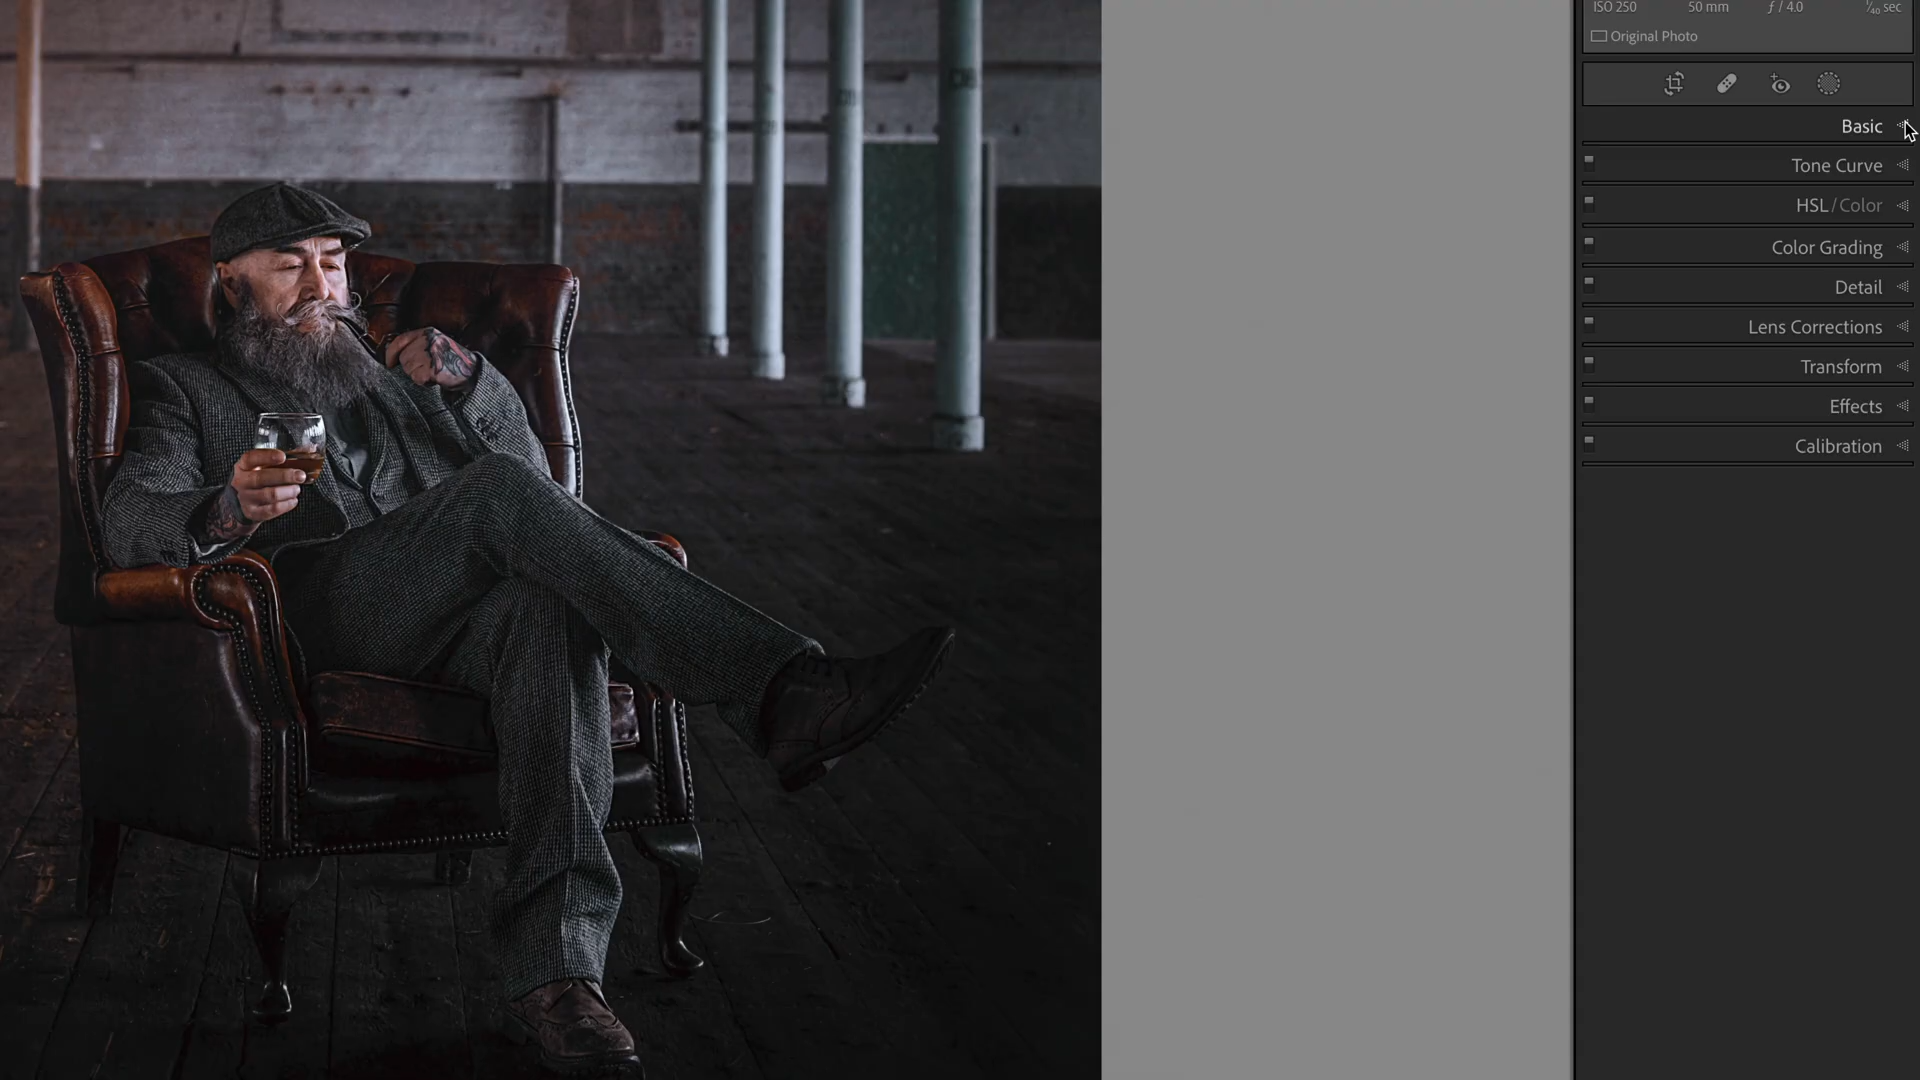 ISO 250 50 mm ƒ / 4.0 1/40 sec
Original Photo
Basic
Tone Curve
HSL / Color
Color Grading
Detail
Lens Corrections
Transform
Effects
Calibration